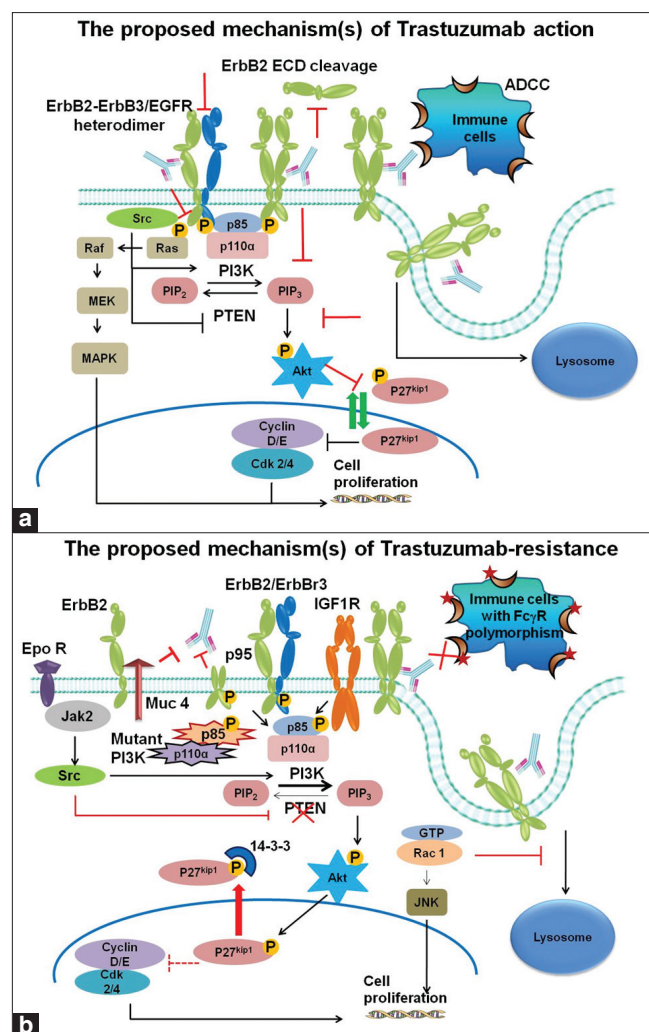 The proposed mechanism(s) of Trastuzumab action
ErbB2 ECD cleavage
ADCC
ErbB2-ErbB3/EGFR
heterodimer
Immune
cells
Src
P
P
p85
P
Raf
Ras
p110α
PI3K
PIP2
PIP3
MEK
PTEN
P
MAPK
Akt
P
P27kip1
Lysosome
Cyclin
D/E
P27kip1
Cdk 2/4
Cell
proliferation
a
The proposed mechanism(s) of Trastuzumab-resistance
ErbB2/ErbBr3
ErbB2
IGF1R
Immune cells
with FcγR
polymorphism
Epo R
p95
P
P
Muc 4
Jak2
P
p85
p85
P
Mutant
PI3K
p110α
p110α
Src
PI3K
PIP2
PIP3
PTEN
14-3-3
P
GTP
P27kip1
P
Akt
Rac 1
JNK
P27kip1
P
Cyclin
D/E
Lysosome
Cdk
2/4
Cell
proliferation
b